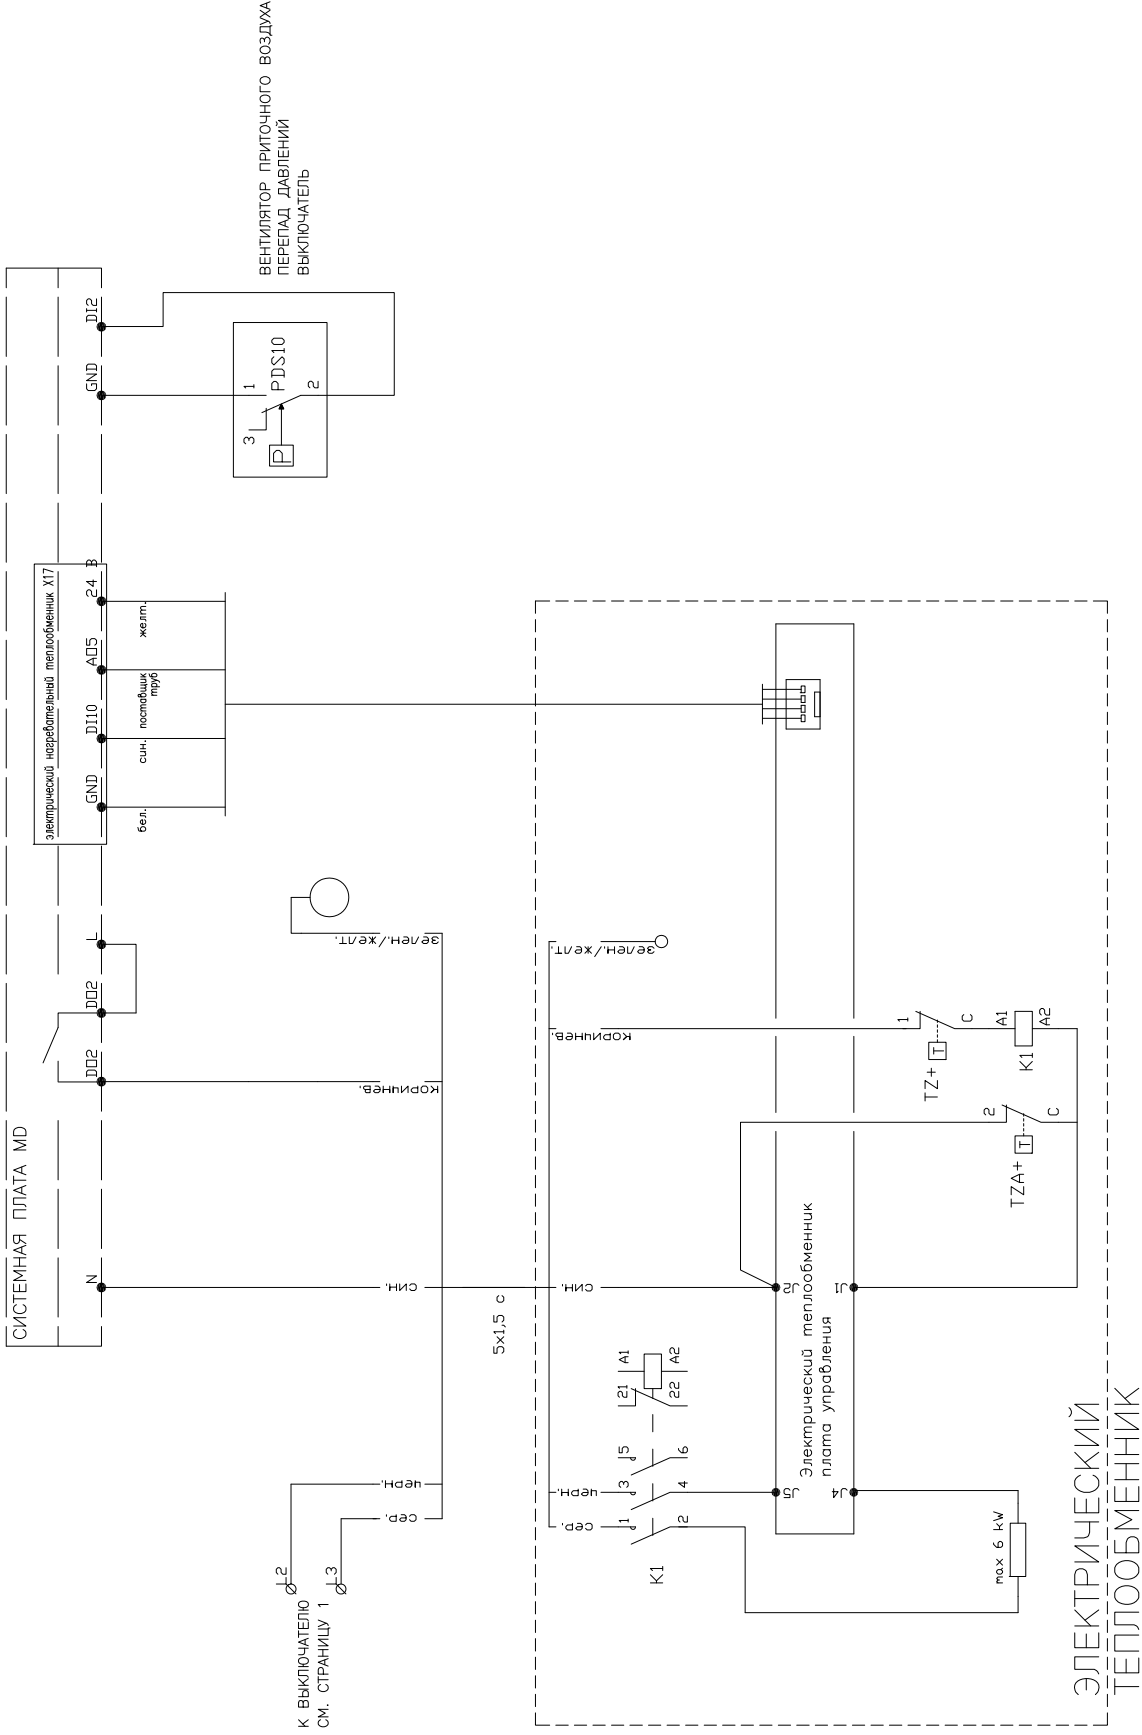 СИСТЕМНАЯ ПЛАТА MD
N
DO2
DO2
L
электрический нагревательный теплообменник X17
GND
DI10
AO5
24 В
GND
DI2
бел.
син.
поставщик
труб
желт.
3
1
PDS10
P
2
ВЕНТИЛЯТОР ПРИТОЧНОГО ВОЗДУХА
ПЕРЕПАД ДАВЛЕНИЙ
ВЫКЛЮЧАТЕЛЬ
L2
L3
К ВЫКЛЮЧАТЕЛЮ
СМ. СТРАНИЦУ 1
СЕР.
ЧЕРН.
СИН.
КОРИЧНЕВ.
ЗЕЛЕН./ЖЕЛТ.
5x1,5 с
СЕР.
ЧЕРН.
СИН.
КОРИЧНЕВ.
ЗЕЛЕН./ЖЕЛТ.
K1
1
2
3
4
5
6
21
22
A1
A2
J5
J4
J2
J1
Электрический теплообменник
плата управления
TZA+
T
2
C
TZ+
T
1
C
K1
A1
A2
max 6 kW
ЭЛЕКТРИЧЕСКИЙ
ТЕПЛООБМЕННИК